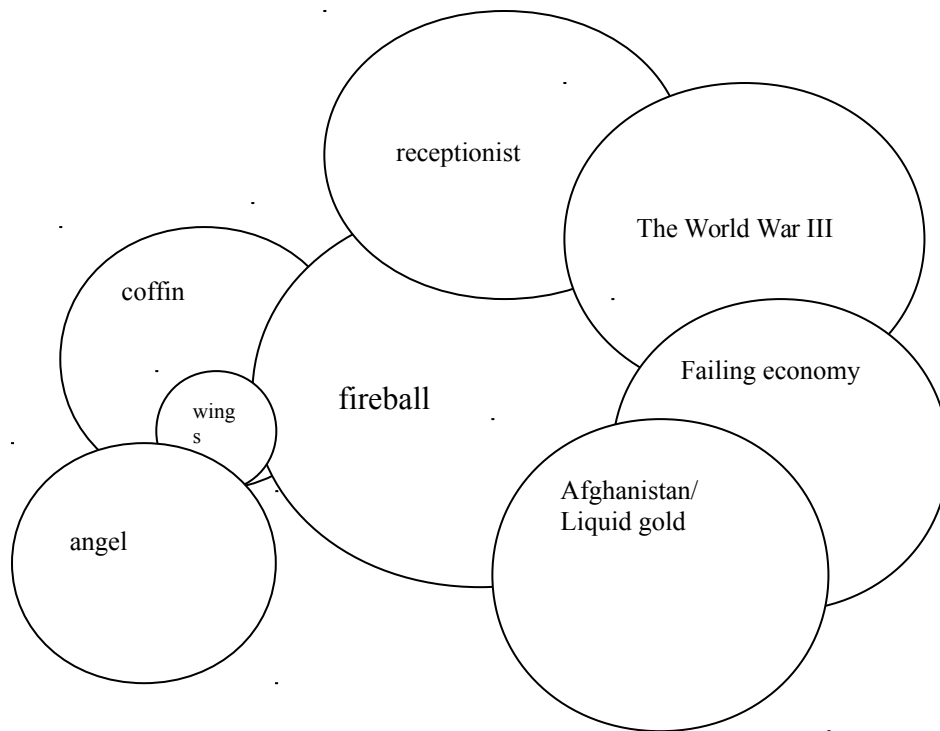 receptionist
The World War III
coffin
Failing economy
fireball
wing
s
Afghanistan/
Liquid gold
angel